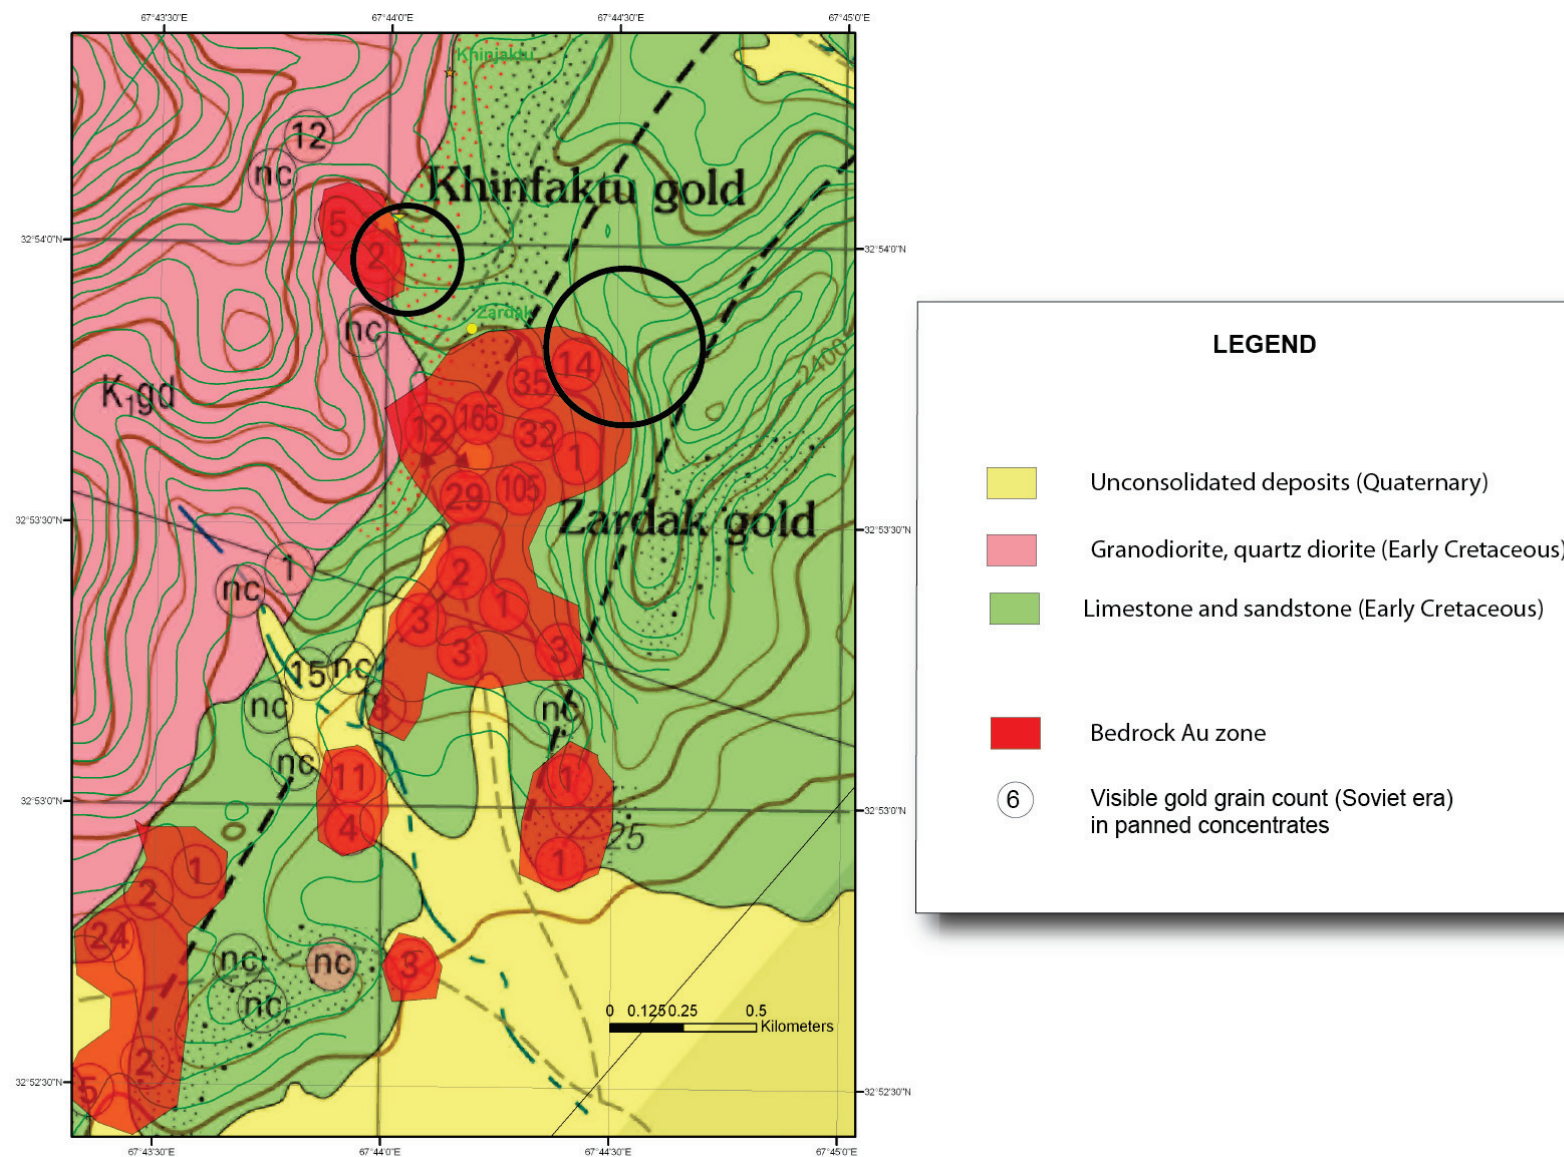 67°43'30"E
67°44'0"E
67°44'30"E
67°45'0"E
Khinjaktu
12
nc
Khinfaktu gold
5
2
32°54'0"N
32°54'0"N
Zardak
nc
14
35
2400
K₁gd
12
165
32
1
29
105
32°53'30"N
32°53'30"N
Zardak gold
1
nc
2
1
3
3
3
15
nc
nc
8
nc
nc
11
1
32°53'0"N
32°53'0"N
4
25
1
1
2
24
nc
nc
3
nc
0 0.125 0.25 0.5
Kilometers
2
5
32°52'30"N
32°52'30"N
67°43'30"E
67°44'0"E
67°44'30"E
67°45'0"E
LEGEND
Unconsolidated deposits (Quaternary)
Granodiorite, quartz diorite (Early Cretaceous)
Limestone and sandstone (Early Cretaceous)
Bedrock Au zone
6
Visible gold grain count (Soviet era)
in panned concentrates